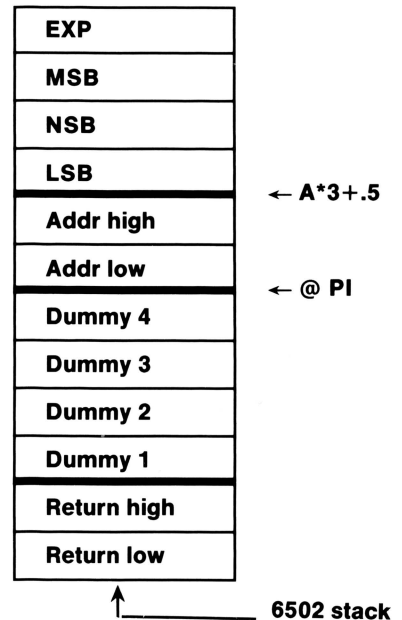 EXP
MSB
NSB
LSB
← A*3+.5
Addr high
Addr low
← @ PI
Dummy 4
Dummy 3
Dummy 2
Dummy 1
Return high
Return low
6502 stack